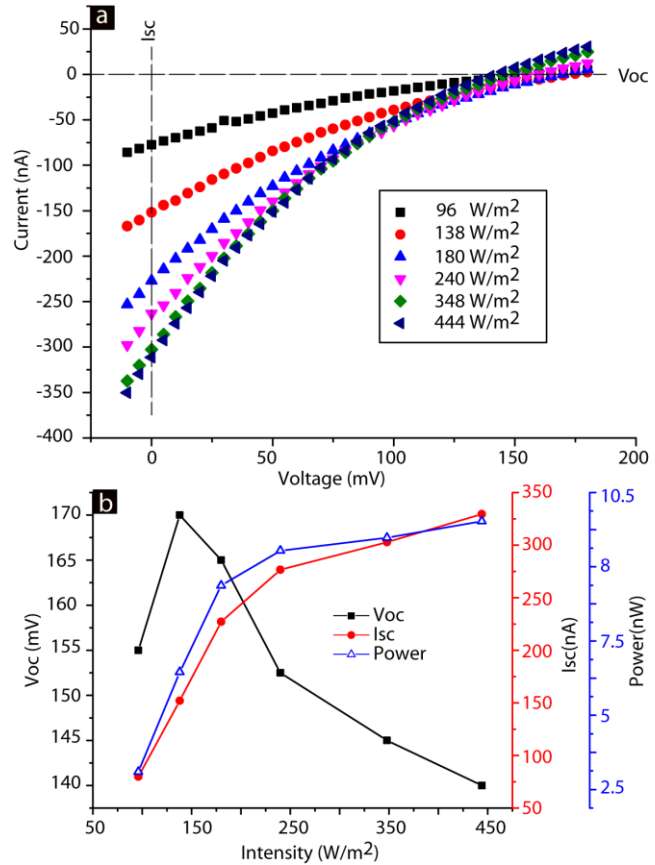 a
Isc
Voc
50
0
-50
-100
-150
-200
-250
-300
-350
-400
Current (nA)
96 W/m²
138 W/m²
180 W/m²
240 W/m²
348 W/m²
444 W/m²
0
50
100
150
200
Voltage (mV)
b
170
165
160
155
150
145
140
Voc (mV)
Voc
Isc
Power
350
300
250
200
150
100
50
Isc(nA)
10.5
8
7.5
5
2.5
Power(nW)
50
150
250
350
450
Intensity (W/m²)